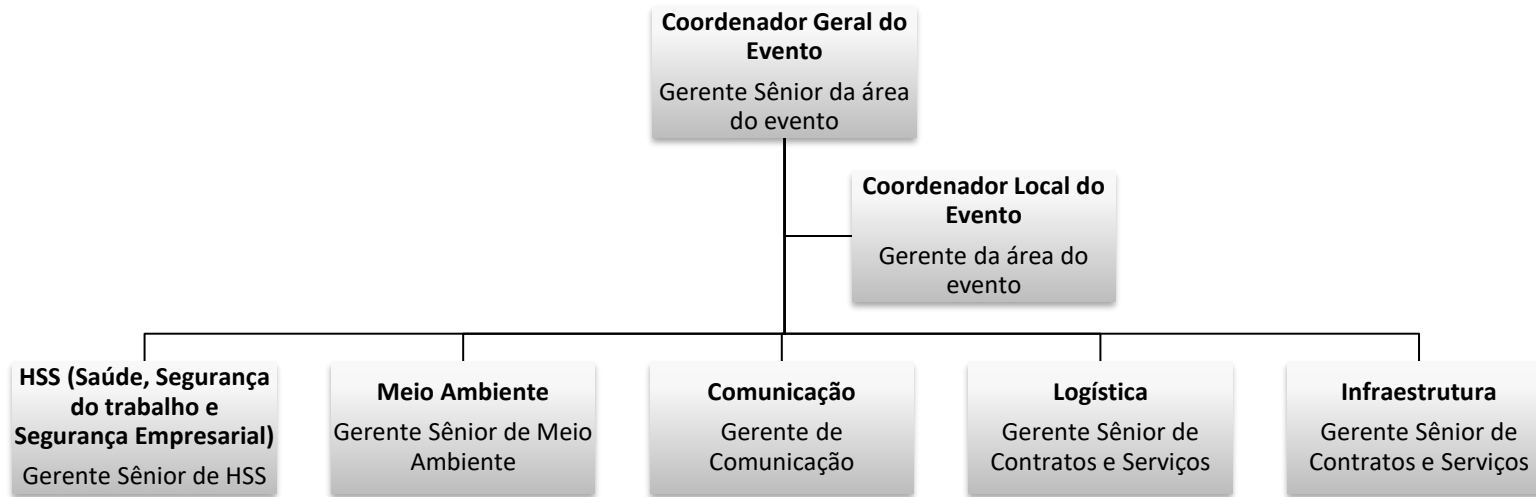 Coordenador Geral do
Evento
Gerente Sênior da área
do evento
Coordenador Local do
Evento
Gerente da área do
evento
HSS (Saúde, Segurança
do trabalho e
Segurança Empresarial)
Gerente Sênior de HSS
Meio Ambiente
Gerente Sênior de Meio
Ambiente
Comunicação
Gerente de
Comunicação
Logística
Gerente Sênior de
Contratos e Serviços
Infraestrutura
Gerente Sênior de
Contratos e Serviços